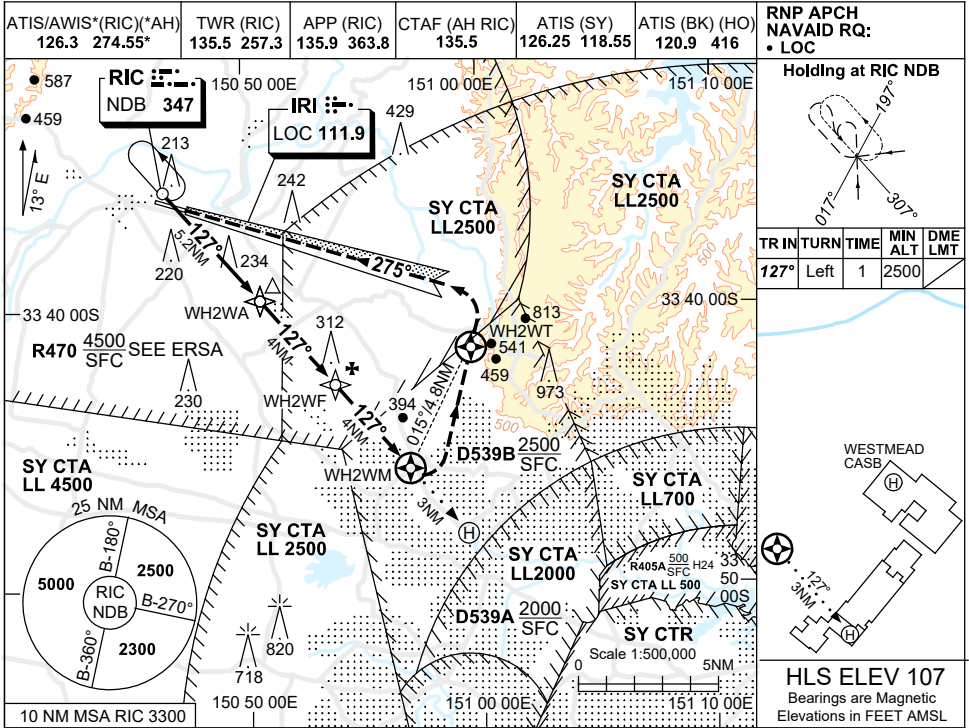 ATIS/AWIS*(RIC)(*AH)
126.3 274.55*
TWR (RIC)
135.5 257.3
APP (RIC)
135.9 363.8
CTAF (AH RIC)
135.5
ATIS (SY)
126.25 118.55
ATIS (BK) (HO)
120.9 416
RNP APCH
NAVAID RQ:
• LOC
587
459
13° E
RIC
NDB 347
150 50 00E
IRI
LOC 111.9
151 00 00E
429
151 10 00E
213
242
SY CTA
LL2500
SY CTA
LL2500
127°
5.2NM
220
234
275°
500
WH2WA
33 40 00S
33 40 00S
R470 4500
SFC
SEE ERSA
127°
4NM
312
WH2WF
230
813
WH2WT
541
459
973
015°/4.8NM
394
127°
4NM
500
WH2WM
3NM
H
D539B 2500
SFC
SY CTA
LL 4500
25 NM MSA
B-180°
5000
2500
RIC
NDB
B-270°
B-360°
2300
SY CTA
LL 2500
SY CTA
LL700
SY CTA
LL2000
R405A 500
SFC
H24
SY CTA LL 500
33
50
00S
D539A 2000
SFC
SY CTR
Scale 1:500,000
0 5NM
820
718
150 50 00E
151 00 00E
10 NM MSA RIC 3300
Holding at RIC NDB
197°
017°
307°
TR IN TURN TIME MIN ALT DME LMT
127° Left 1 2500
WESTMEAD
CASB
H
127°
3NM
H
HLS ELEV 107
Bearings are Magnetic
Elevations in FEET AMSL